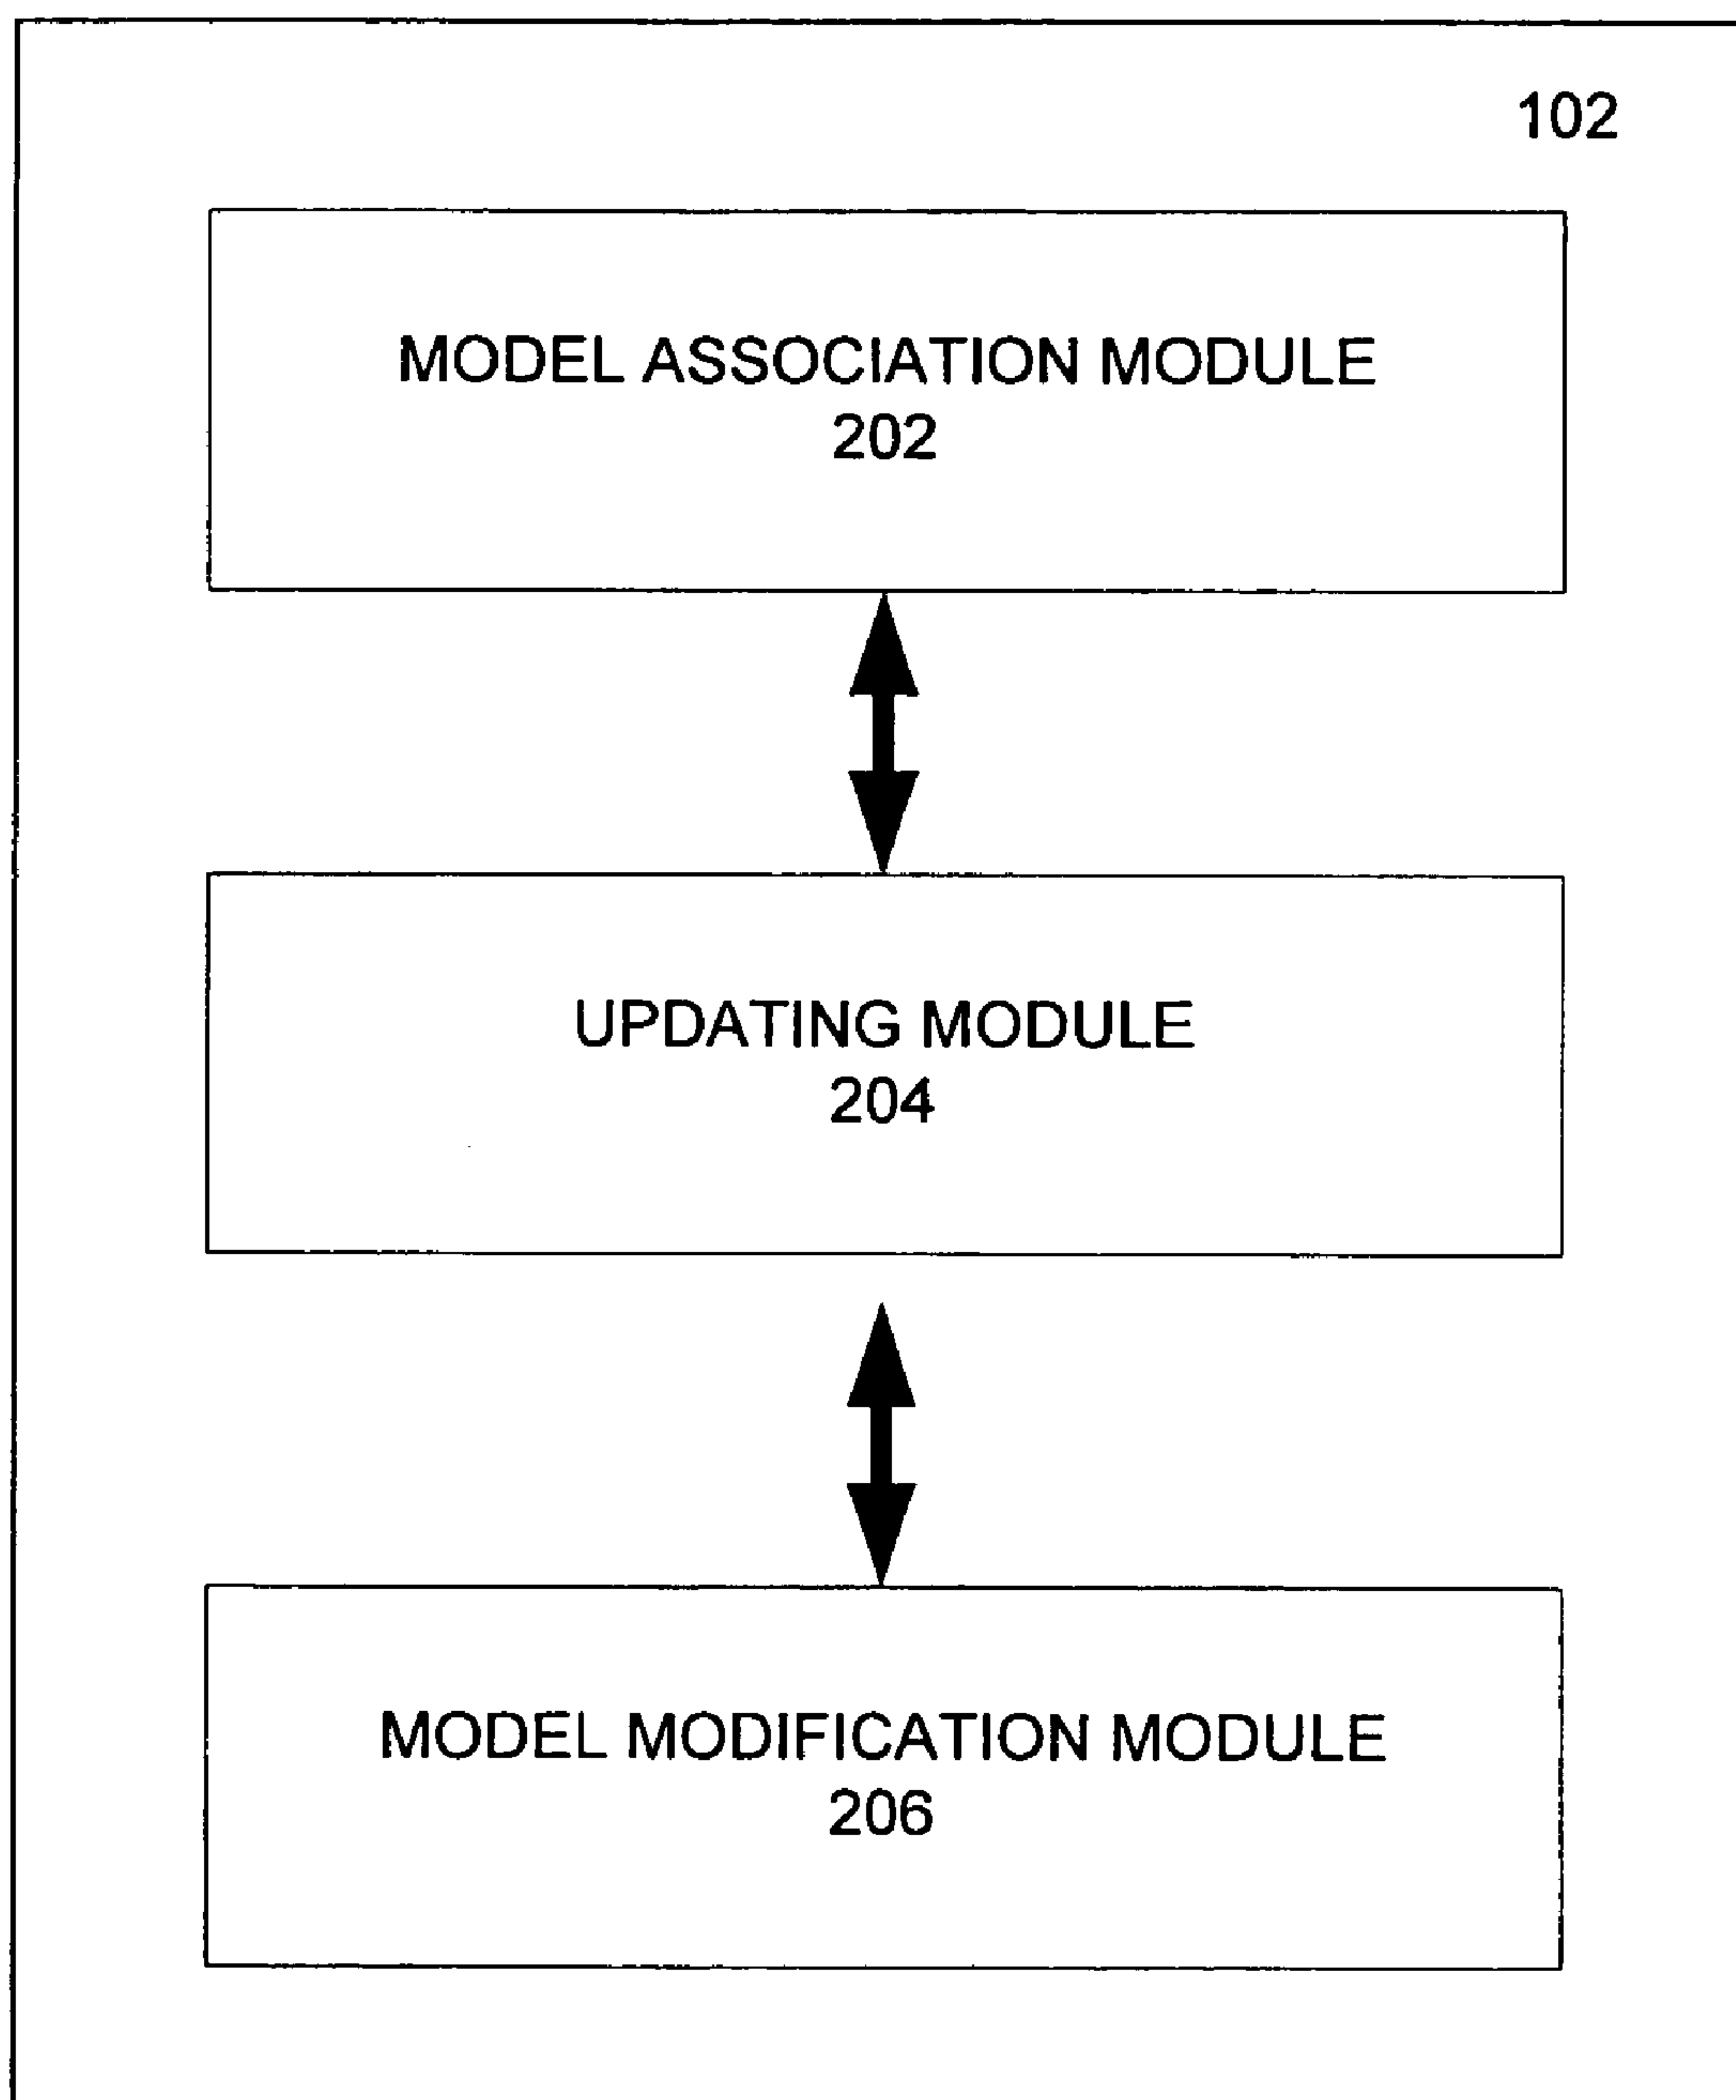 102
MODEL ASSOCIATION MODULE
202
UPDATING MODULE
204
MODEL MODIFICATION MODULE
206